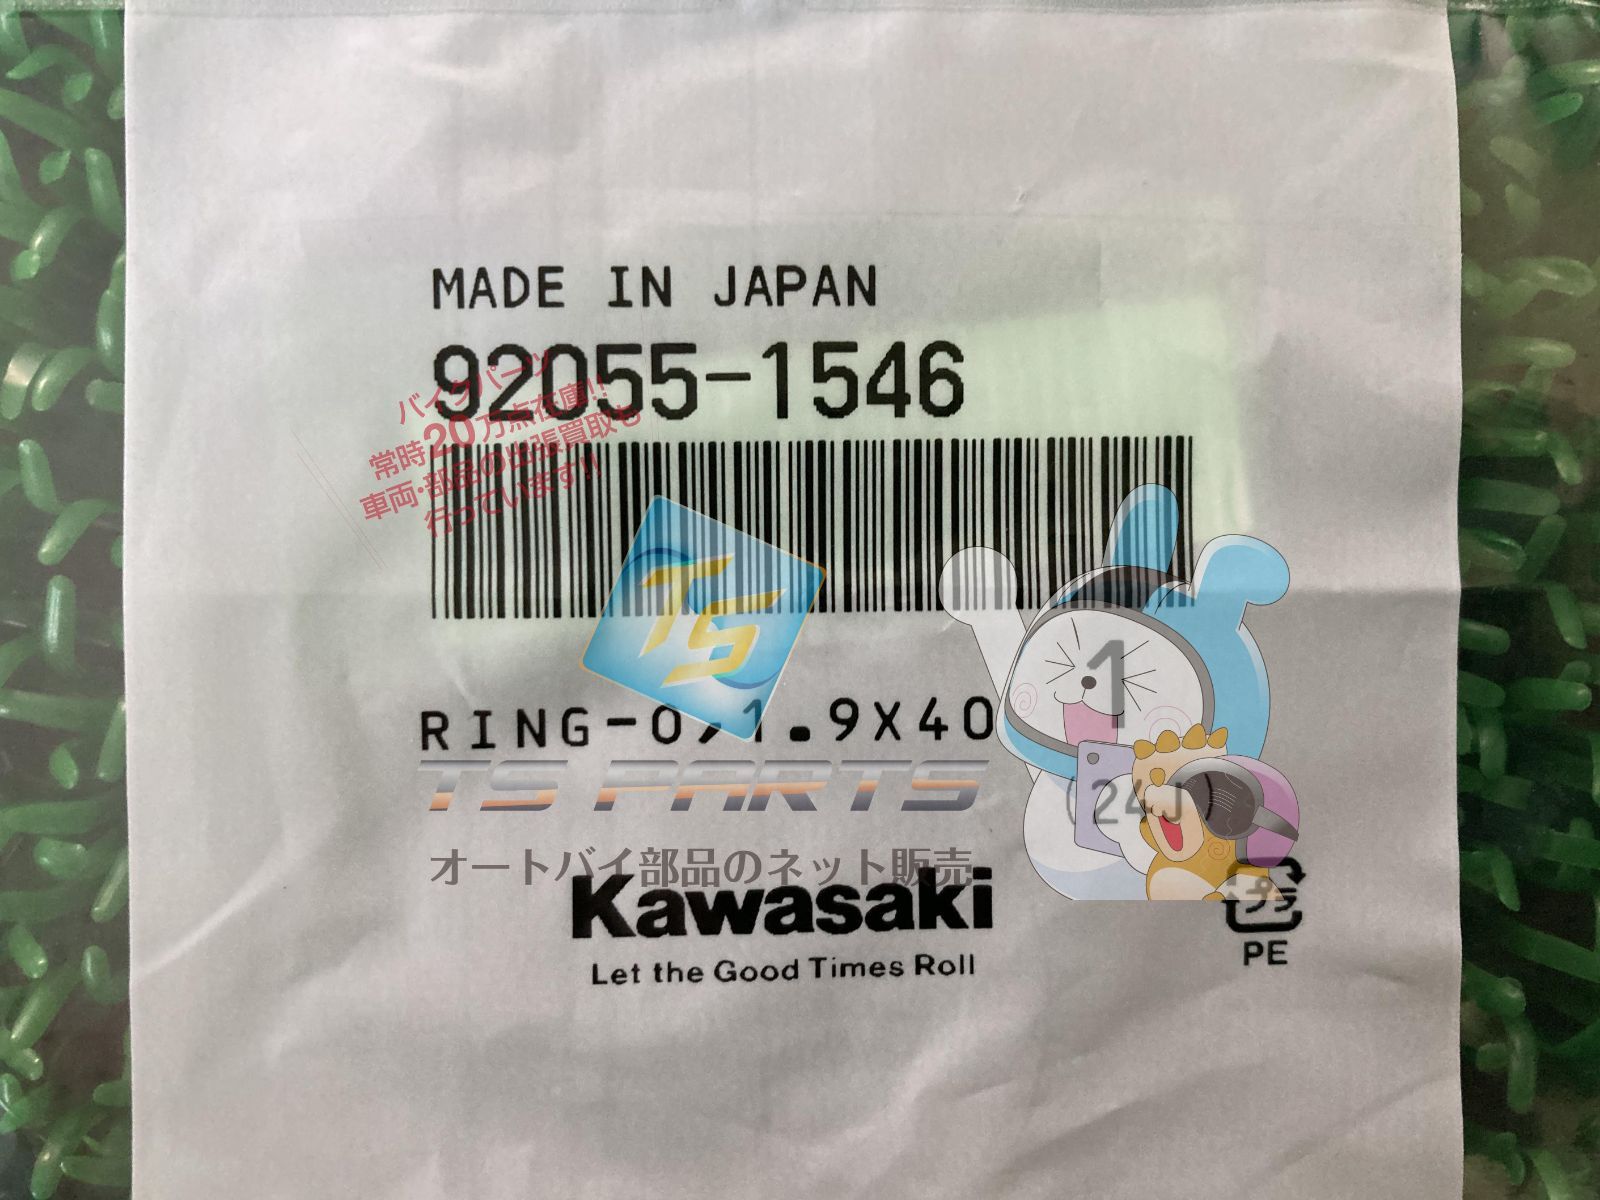 MADE IN JAPAN
92055-1546
バイクパーツ
常時20万点在庫!!
車両・部品の出張買取も
行っています!!
TS
1
RING-O,1.9X40
TS PARTS
(24J)
オートバイ部品のネット販売
Kawasaki
プラ
Let the Good Times Roll
PE